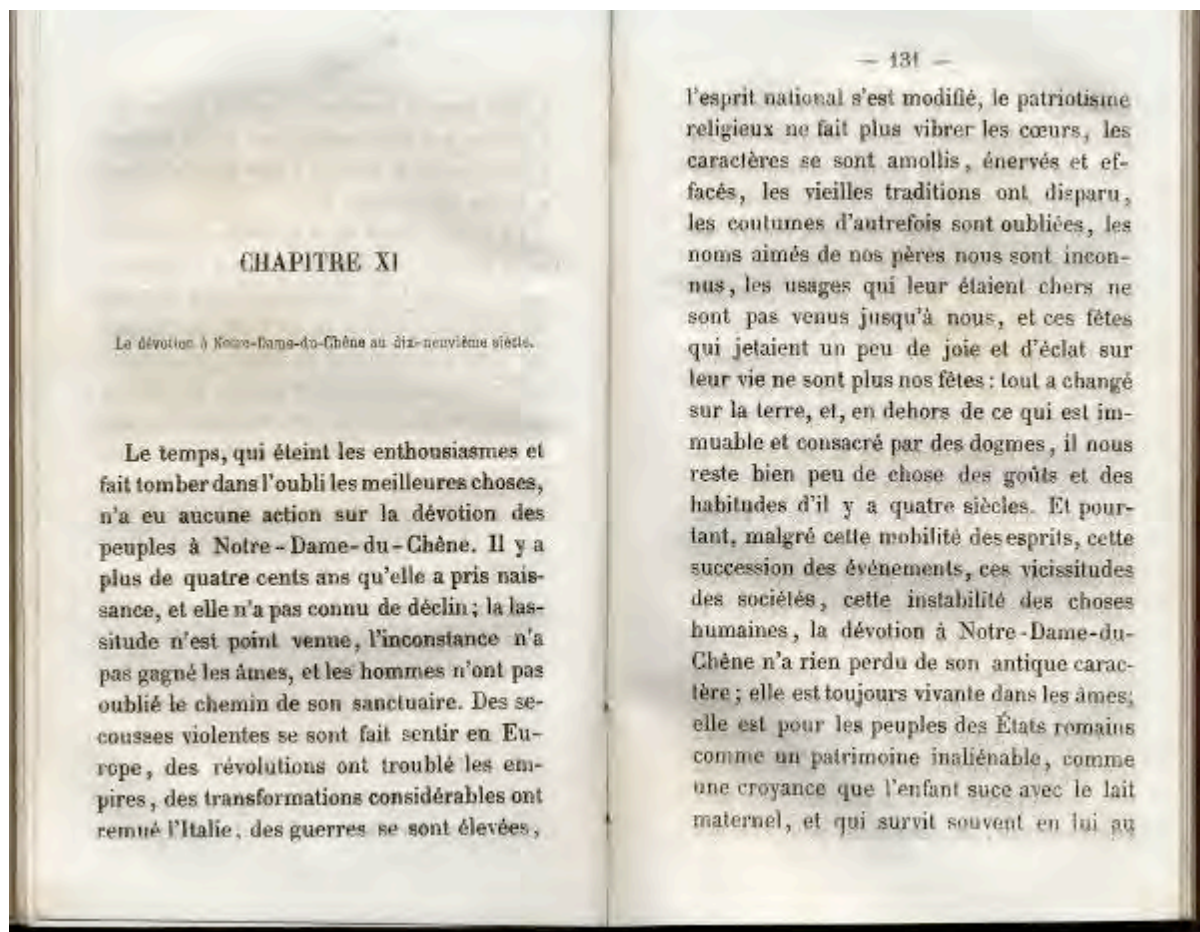 CHAPITRE XI
Le dévotion à Notre-Dame-du-Chêne au dix-neuvième siècle.
Le temps, qui éteint les enthousiasmes et
fait tomber dans l'oubli les meilleures choses,
n'a eu aucune action sur la dévotion des
peuples à Notre-Dame-du-Chêne. Il y a
plus de quatre cents ans qu'elle a pris nais-
sance, et elle n'a pas connu de déclin; la las-
situde n'est point venue, l'inconstance n'a
pas gagné les âmes, et les hommes n'ont pas
oublié le chemin de son sanctuaire. Des se-
cousses violentes se sont fait sentir en Eu-
rope, des révolutions ont troublé les em-
pires, des transformations considérables ont
remué l'Italie, des guerres se sont élevées,
— 131 —
l'esprit national s'est modifié, le patriotisme
religieux ne fait plus vibrer les cœurs, les
caractères se sont amollis, énervés et ef-
facés, les vieilles traditions ont disparu,
les coutumes d'autrefois sont oubliées, les
noms aimés de nos pères nous sont incon-
nus, les usages qui leur étaient chers ne
sont pas venus jusqu'à nous, et ces fêtes
qui jetaient un peu de joie et d'éclat sur
leur vie ne sont plus nos fêtes : tout a changé
sur la terre, et, en dehors de ce qui est im-
muable et consacré par des dogmes, il nous
reste bien peu de chose des goûts et des
habitudes d'il y a quatre siècles. Et pour-
tant, malgré cette mobilité des esprits, cette
succession des événements, ces vicissitudes
des sociétés, cette instabilité des choses
humaines, la dévotion à Notre-Dame-du-
Chêne n'a rien perdu de son antique carac-
tère; elle est toujours vivante dans les âmes;
elle est pour les peuples des États romains
comme un patrimoine inaliénable, comme
une croyance que l'enfant suce avec le lait
maternel, et qui survit souvent en lui au